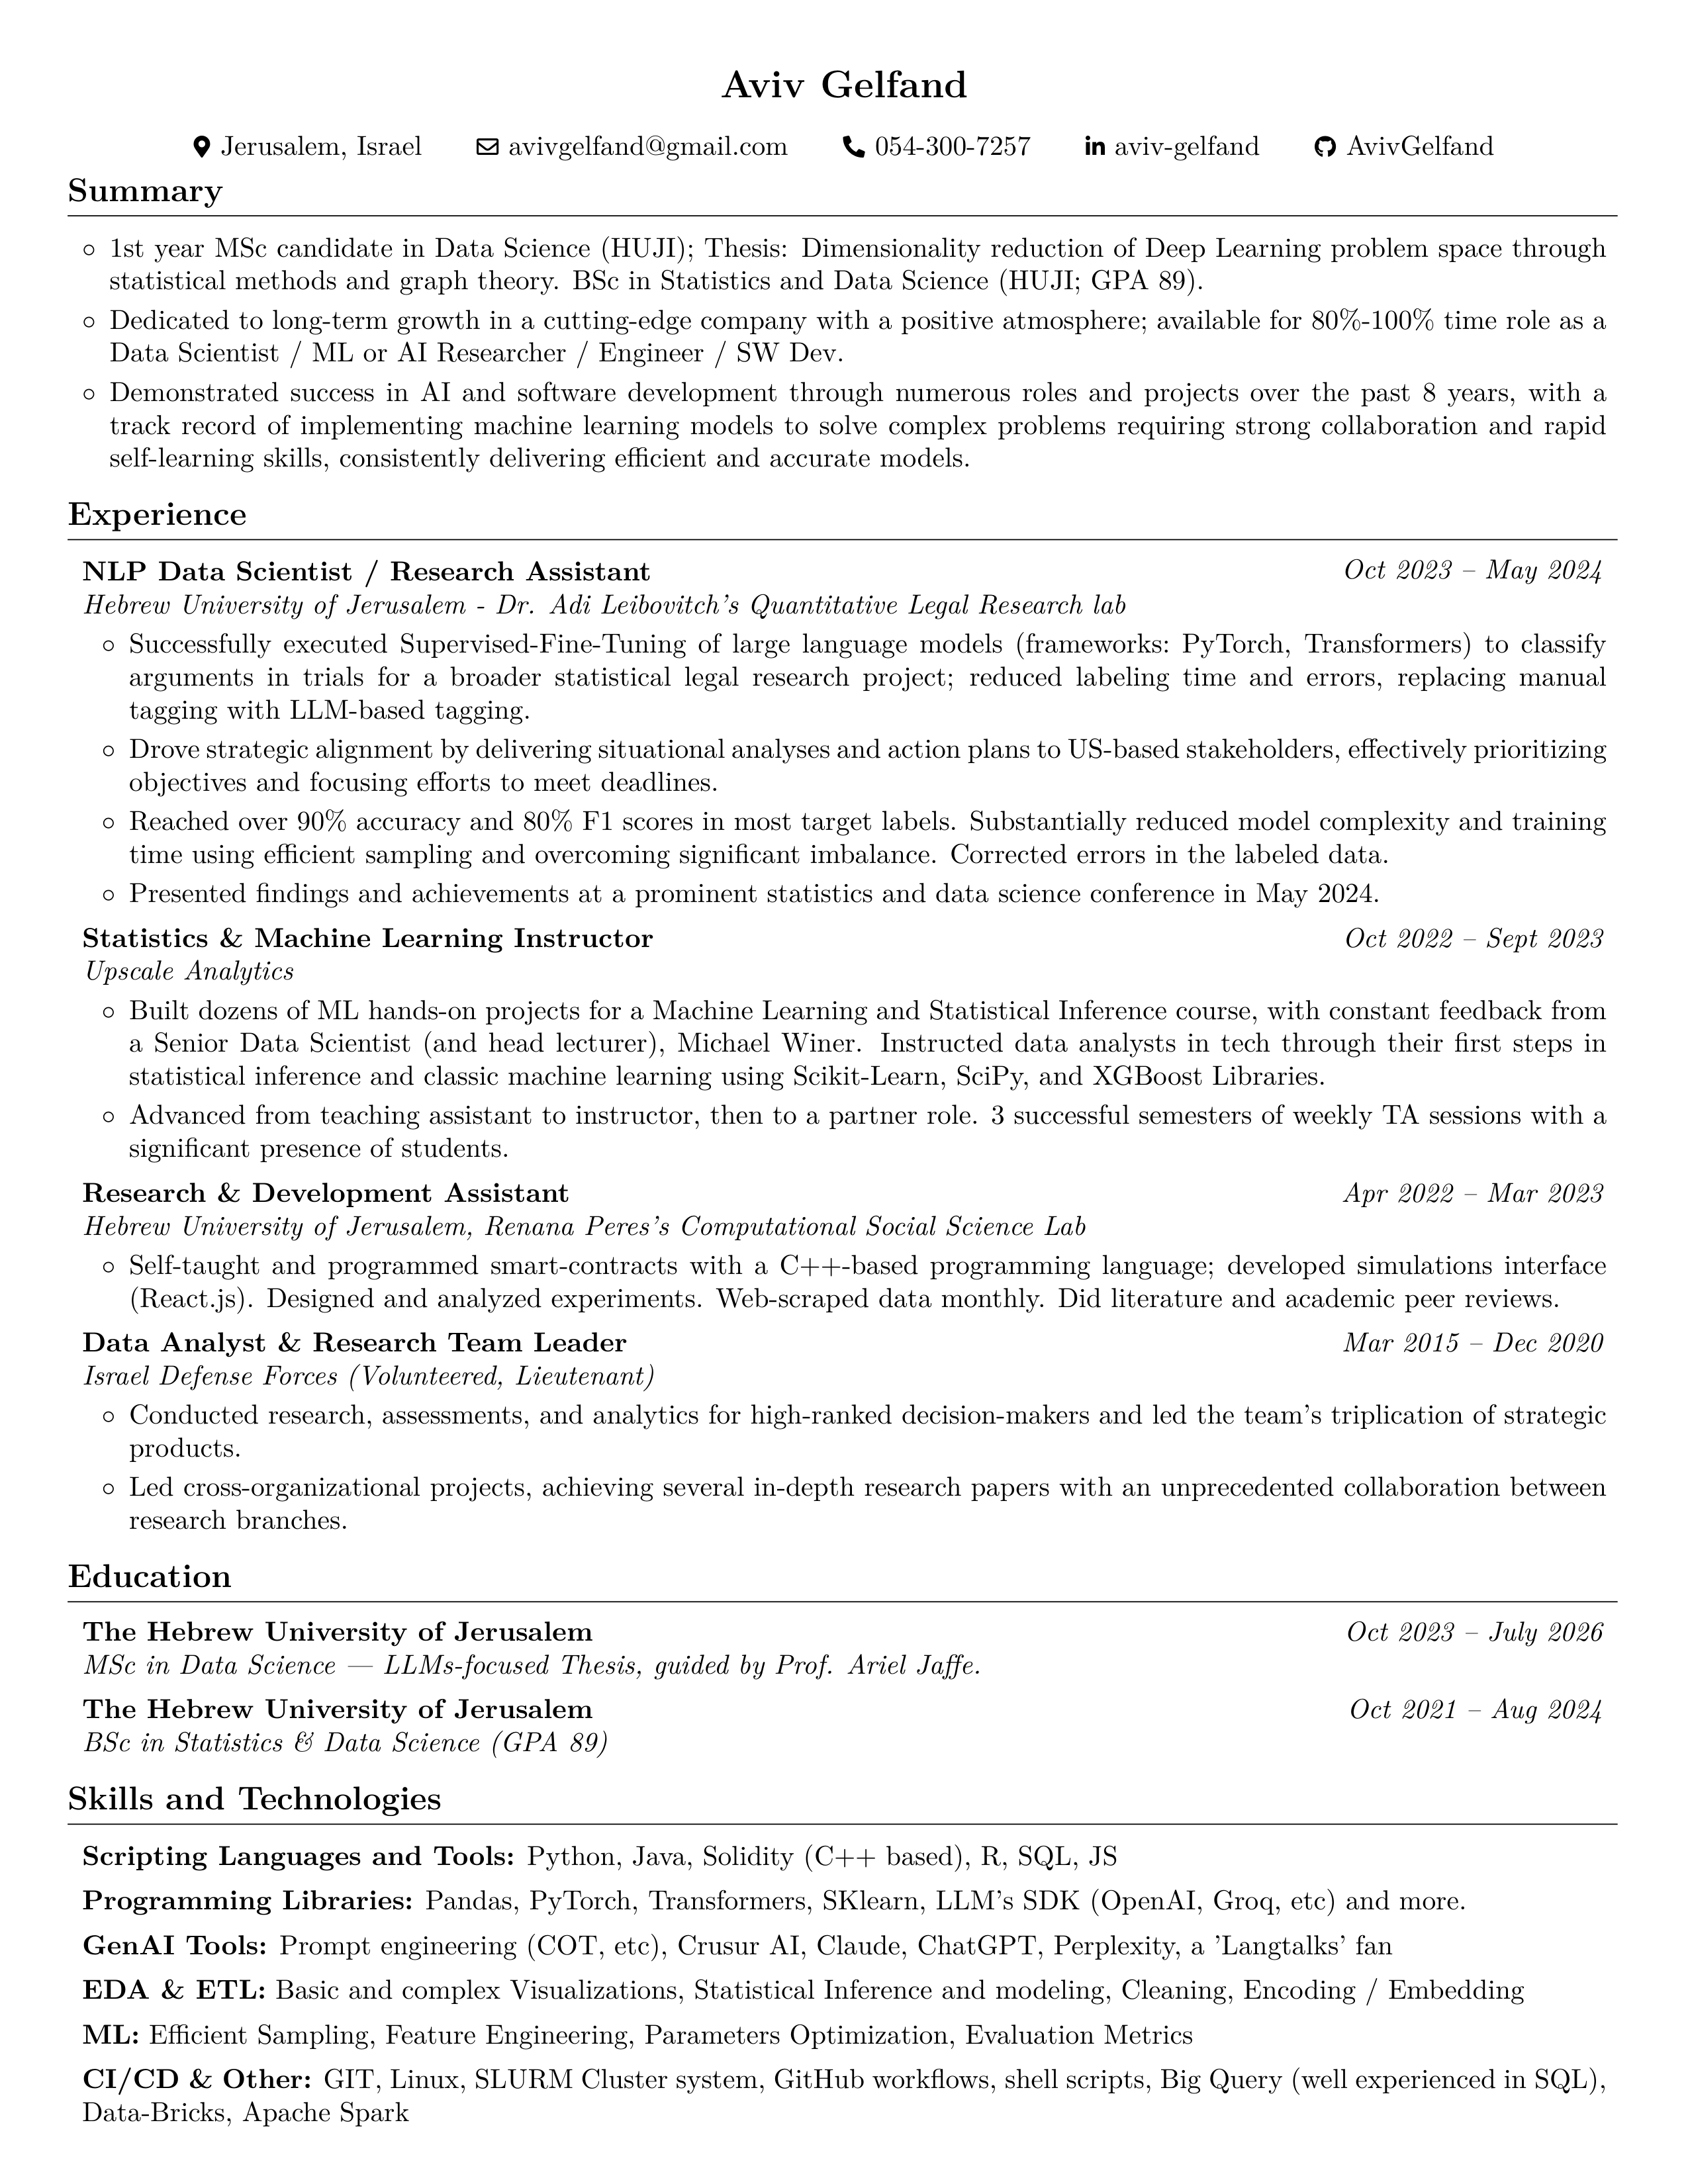 Aviv Gelfand
Jerusalem, Israel avivgelfand@gmail.com 054-300-7257 aviv-gelfand AvivGelfand
Summary
◦ 1st year MSc candidate in Data Science (HUJI); Thesis: Dimensionality reduction of Deep Learning problem space through
statistical methods and graph theory. BSc in Statistics and Data Science (HUJI; GPA 89).
◦ Dedicated to long-term growth in a cutting-edge company with a positive atmosphere; available for 80%-100% time role as a
Data Scientist / ML or AI Researcher / Engineer / SW Dev.
◦ Demonstrated success in AI and software development through numerous roles and projects over the past 8 years, with a
track record of implementing machine learning models to solve complex problems requiring strong collaboration and rapid
self-learning skills, consistently delivering efficient and accurate models.
Experience
NLP Data Scientist / Research Assistant Oct 2023 – May 2024
Hebrew University of Jerusalem - Dr. Adi Leibovitch's Quantitative Legal Research lab
◦ Successfully executed Supervised-Fine-Tuning of large language models (frameworks: PyTorch, Transformers) to classify
arguments in trials for a broader statistical legal research project; reduced labeling time and errors, replacing manual
tagging with LLM-based tagging.
◦ Drove strategic alignment by delivering situational analyses and action plans to US-based stakeholders, effectively prioritizing
objectives and focusing efforts to meet deadlines.
◦ Reached over 90% accuracy and 80% F1 scores in most target labels. Substantially reduced model complexity and training
time using efficient sampling and overcoming significant imbalance. Corrected errors in the labeled data.
◦ Presented findings and achievements at a prominent statistics and data science conference in May 2024.
Statistics & Machine Learning Instructor Oct 2022 – Sept 2023
Upscale Analytics
◦ Built dozens of ML hands-on projects for a Machine Learning and Statistical Inference course, with constant feedback from
a Senior Data Scientist (and head lecturer), Michael Winer. Instructed data analysts in tech through their first steps in
statistical inference and classic machine learning using Scikit-Learn, SciPy, and XGBoost Libraries.
◦ Advanced from teaching assistant to instructor, then to a partner role. 3 successful semesters of weekly TA sessions with a
significant presence of students.
Research & Development Assistant Apr 2022 – Mar 2023
Hebrew University of Jerusalem, Renana Peres's Computational Social Science Lab
◦ Self-taught and programmed smart-contracts with a C++-based programming language; developed simulations interface
(React.js). Designed and analyzed experiments. Web-scraped data monthly. Did literature and academic peer reviews.
Data Analyst & Research Team Leader Mar 2015 – Dec 2020
Israel Defense Forces (Volunteered, Lieutenant)
◦ Conducted research, assessments, and analytics for high-ranked decision-makers and led the team's triplication of strategic
products.
◦ Led cross-organizational projects, achieving several in-depth research papers with an unprecedented collaboration between
research branches.
Education
The Hebrew University of Jerusalem Oct 2023 – July 2026
MSc in Data Science — LLMs-focused Thesis, guided by Prof. Ariel Jaffe.
The Hebrew University of Jerusalem Oct 2021 – Aug 2024
BSc in Statistics & Data Science (GPA 89)
Skills and Technologies
Scripting Languages and Tools: Python, Java, Solidity (C++ based), R, SQL, JS
Programming Libraries: Pandas, PyTorch, Transformers, SKlearn, LLM's SDK (OpenAI, Groq, etc) and more.
GenAI Tools: Prompt engineering (COT, etc), Crusur AI, Claude, ChatGPT, Perplexity, a 'Langtalks' fan
EDA & ETL: Basic and complex Visualizations, Statistical Inference and modeling, Cleaning, Encoding / Embedding
ML: Efficient Sampling, Feature Engineering, Parameters Optimization, Evaluation Metrics
CI/CD & Other: GIT, Linux, SLURM Cluster system, GitHub workflows, shell scripts, Big Query (well experienced in SQL),
Data-Bricks, Apache Spark